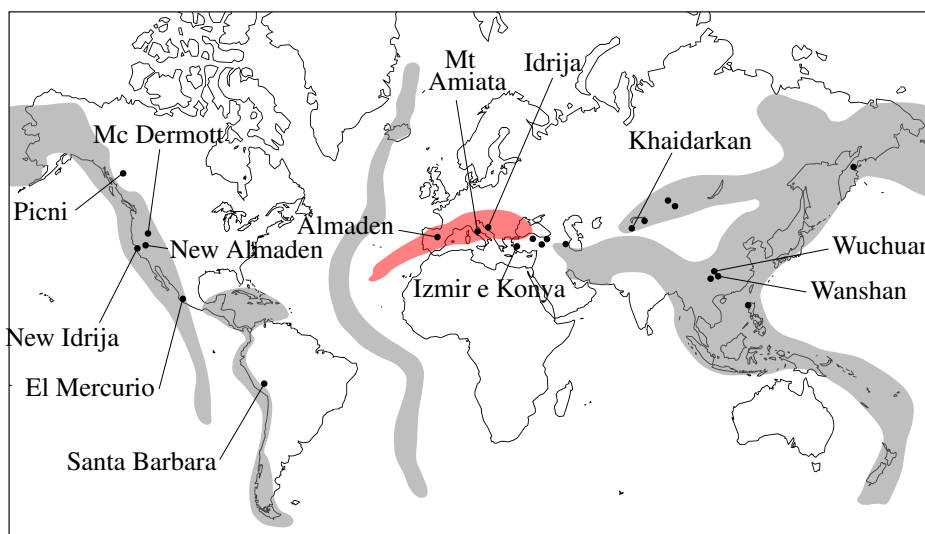 Mt
Amiata
Idrija
Mc Dermott
Khaidarkan
Picni
Almaden
New Almaden
Wuchuan
Izmir e Konya
Wanshan
New Idrija
El Mercurio
Santa Barbara